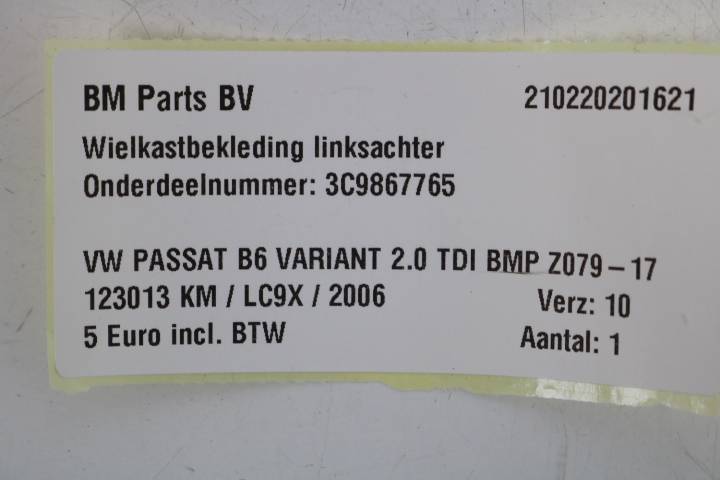 BM Parts BV 210220201621
Wielkastbekleding linksachter
Onderdeelnummer: 3C9867765
VW PASSAT B6 VARIANT 2.0 TDI BMP Z079-17
123013 KM / LC9X / 2006 Verz: 10
5 Euro incl. BTW Aantal: 1